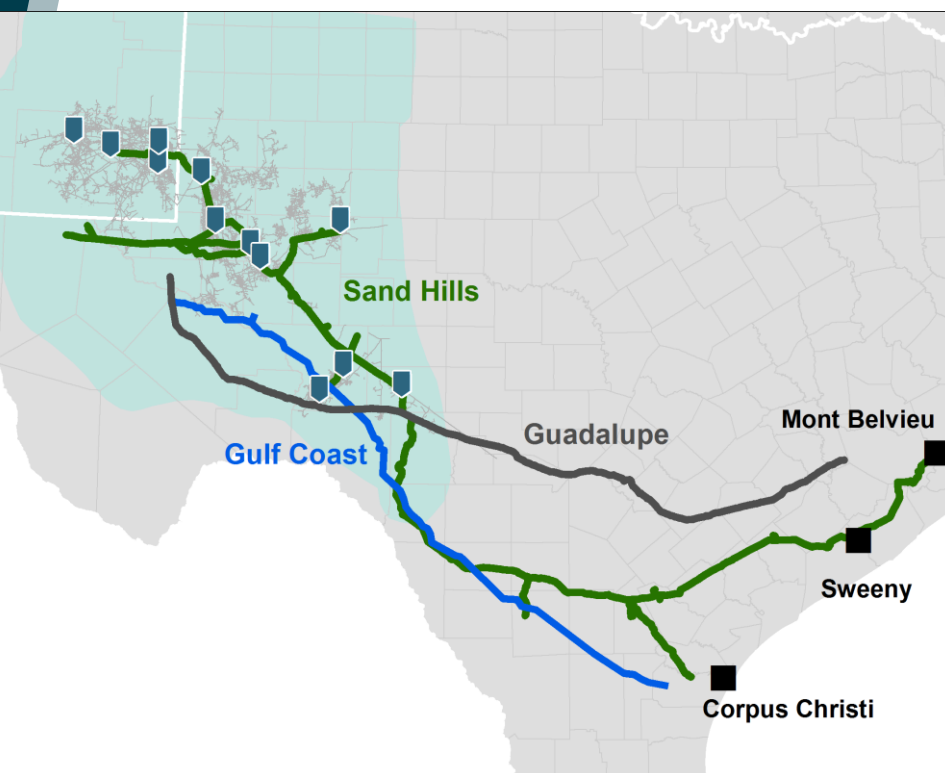 Sand Hills
Mont Belvieu
Guadalupe
Gulf Coast
Sweeny
Corpus Christi